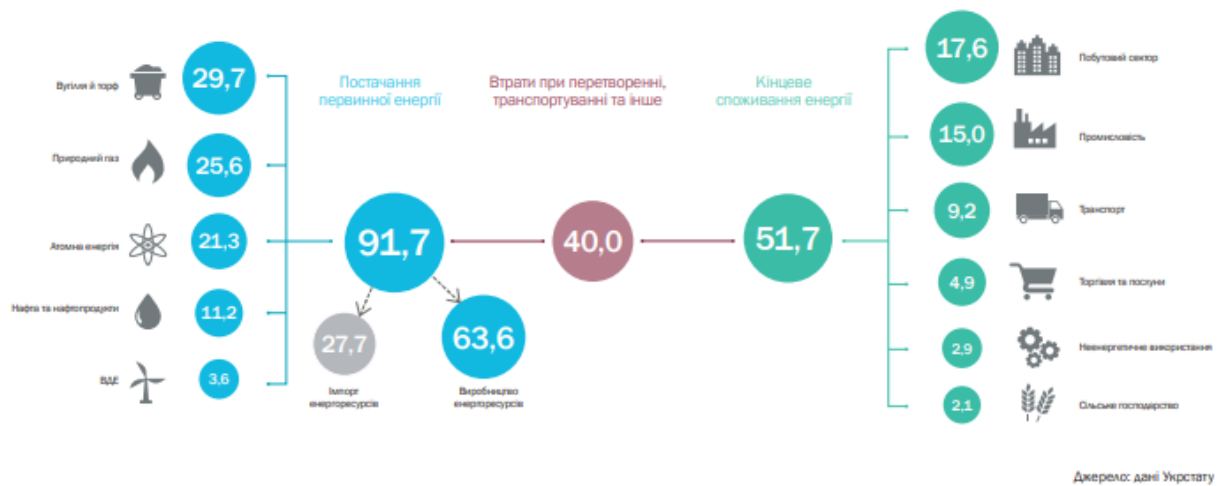 Вугілля й торф
29,7
Природний газ
25,6
Атомна енергія
21,3
Нафта та нафтопродукти
11,2
ВДЕ
3,6
Постачання
первинної енергії
91,7
27,7
Імпорт
енергоресурсів
63,6
Виробництво
енергоресурсів
Втрати при перетворенні,
транспортуванні та інше
40,0
Кінцеве
споживання енергії
51,7
17,6
Побутовий сектор
15,0
Промисловість
9,2
Транспорт
4,9
Торгівля та послуги
2,9
Неенергетичне використання
2,1
Сільське господарство
Джерело: дані Укрстату